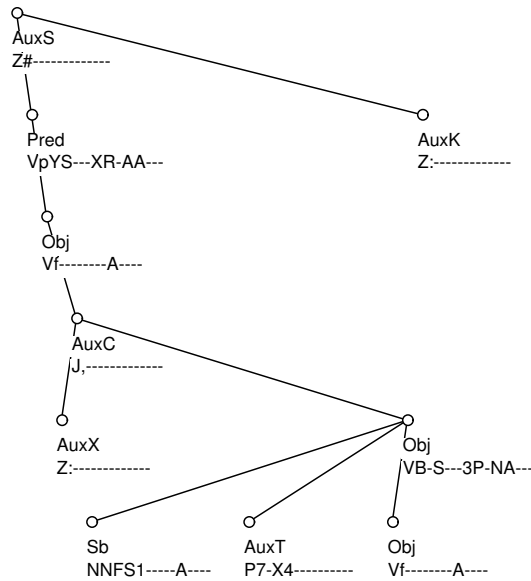 AuxS
Z#-------------
Pred
VpYS---XR-AA---
AuxK
Z:-------------
Obj
Vf--------A----
AuxC
J,-------------
AuxX
Z:-------------
Obj
VB-S---3P-NA---
Sb
NNFS1-----A----
AuxT
P7-X4----------
Obj
Vf--------A----